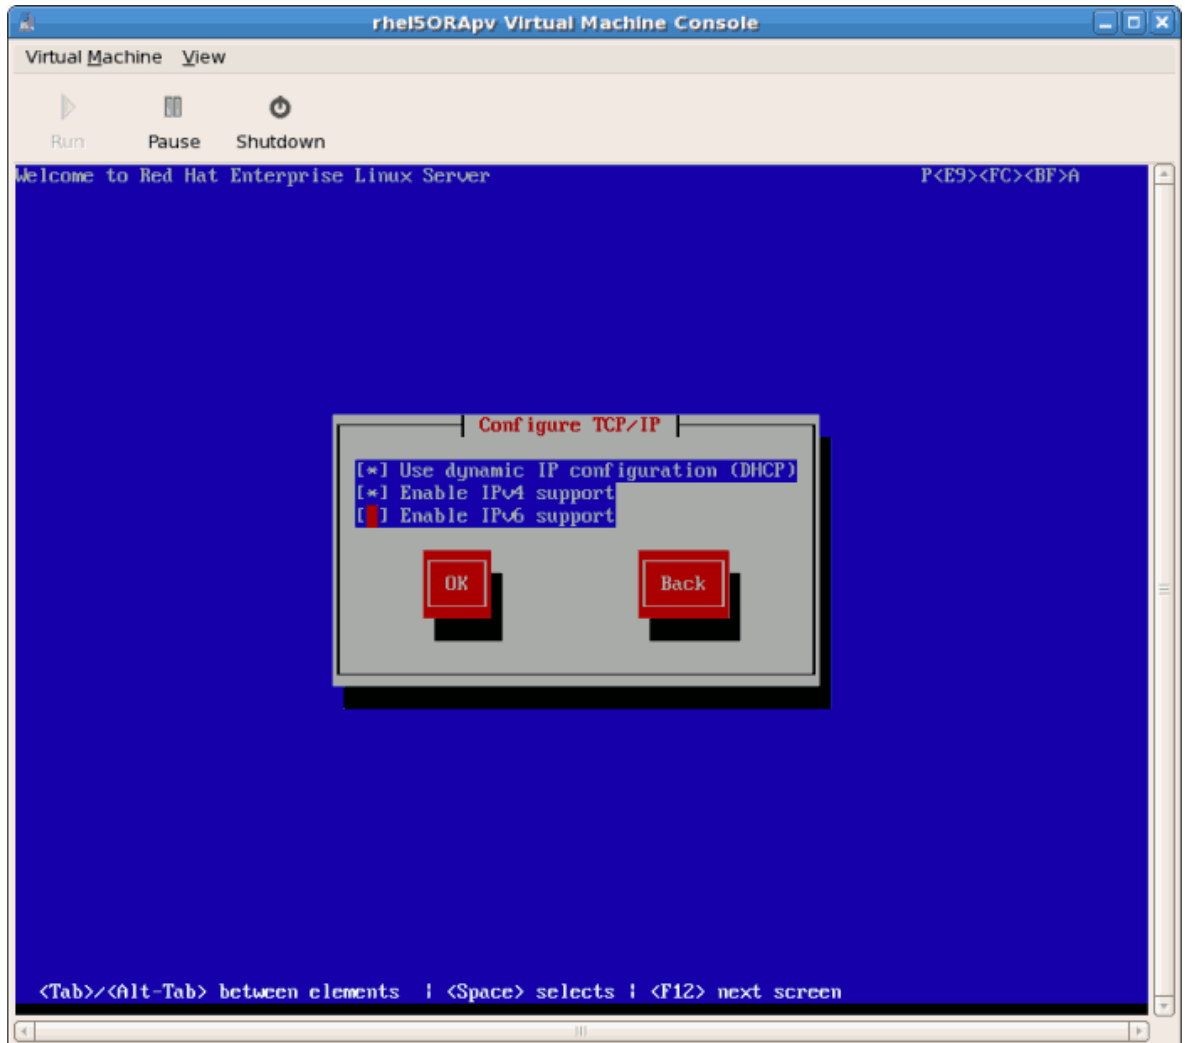 rhel5ORApv Virtual Machine Console
Virtual Machine View
Run Pause Shutdown
Welcome to Red Hat Enterprise Linux Server P<E9><FC><BF>A
Configure TCP/IP
[*] Use dynamic IP configuration (DHCP)
[*] Enable IPv4 support
[ ] Enable IPv6 support
OK Back
<Tab>/<Alt-Tab> between elements | <Space> selects | <F12> next screen